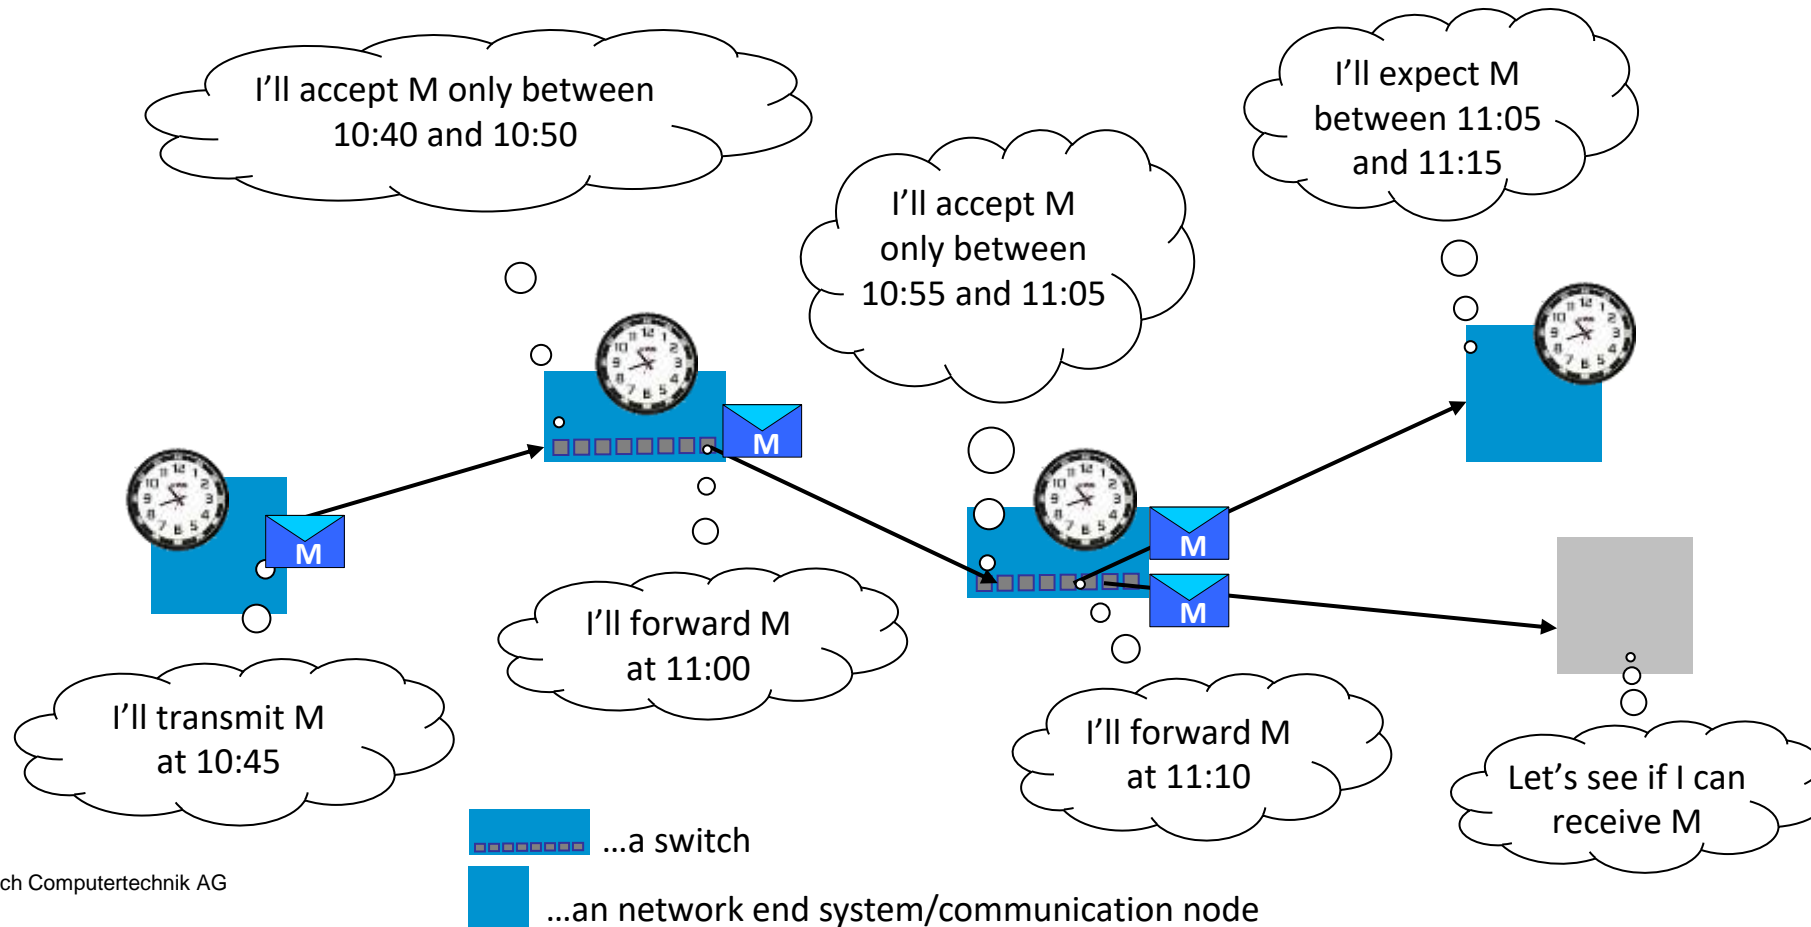 I'll accept M only between
10:40 and 10:50
I'll expect M
between 11:05
and 11:15
I'll accept M
only between
10:55 and 11:05
M
M
M
M
I'll forward M
at 11:00
I'll transmit M
at 10:45
I'll forward M
at 11:10
Let's see if I can
receive M
...a switch
ch Computertechnik AG
...an network end system/communication node